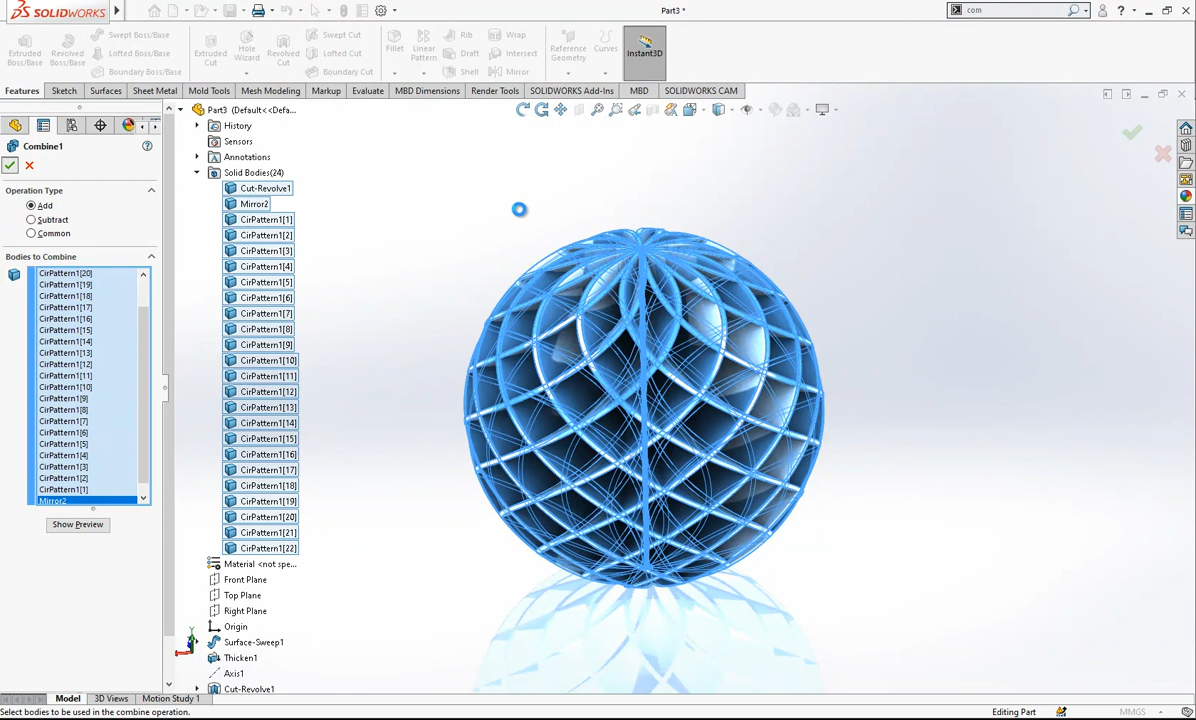 SOLIDWORKS
Part3 *
com
Extruded Boss/Base
Revolved Boss/Base
Swept Boss/Base
Lofted Boss/Base
Boundary Boss/Base
Extruded Cut
Hole Wizard
Revolved Cut
Swept Cut
Lofted Cut
Boundary Cut
Fillet
Linear Pattern
Rib
Draft
Shell
Wrap
Intersect
Mirror
Reference Geometry
Curves
Instant3D
Features
Sketch
Surfaces
Sheet Metal
Mold Tools
Mesh Modeling
Markup
Evaluate
MBD Dimensions
Render Tools
SOLIDWORKS Add-Ins
MBD
SOLIDWORKS CAM
Combine1
Operation Type
Add
Subtract
Common
Bodies to Combine
CirPattern1[20]
CirPattern1[19]
CirPattern1[18]
CirPattern1[17]
CirPattern1[16]
CirPattern1[15]
CirPattern1[14]
CirPattern1[13]
CirPattern1[12]
CirPattern1[11]
CirPattern1[10]
CirPattern1[9]
CirPattern1[8]
CirPattern1[7]
CirPattern1[6]
CirPattern1[5]
CirPattern1[4]
CirPattern1[3]
CirPattern1[2]
CirPattern1[1]
Mirror2
Show Preview
Part3 (Default<<Defa...
History
Sensors
Annotations
Solid Bodies(24)
Cut-Revolve1
Mirror2
CirPattern1[1]
CirPattern1[2]
CirPattern1[3]
CirPattern1[4]
CirPattern1[5]
CirPattern1[6]
CirPattern1[7]
CirPattern1[8]
CirPattern1[9]
CirPattern1[10]
CirPattern1[11]
CirPattern1[12]
CirPattern1[13]
CirPattern1[14]
CirPattern1[15]
CirPattern1[16]
CirPattern1[17]
CirPattern1[18]
CirPattern1[19]
CirPattern1[20]
CirPattern1[21]
CirPattern1[22]
Material <not spe...
Front Plane
Top Plane
Right Plane
Origin
Surface-Sweep1
Thicken1
Axis1
Cut-Revolve1
Model
3D Views
Motion Study 1
Select bodies to be used in the combine operation.
Editing Part
MMGS